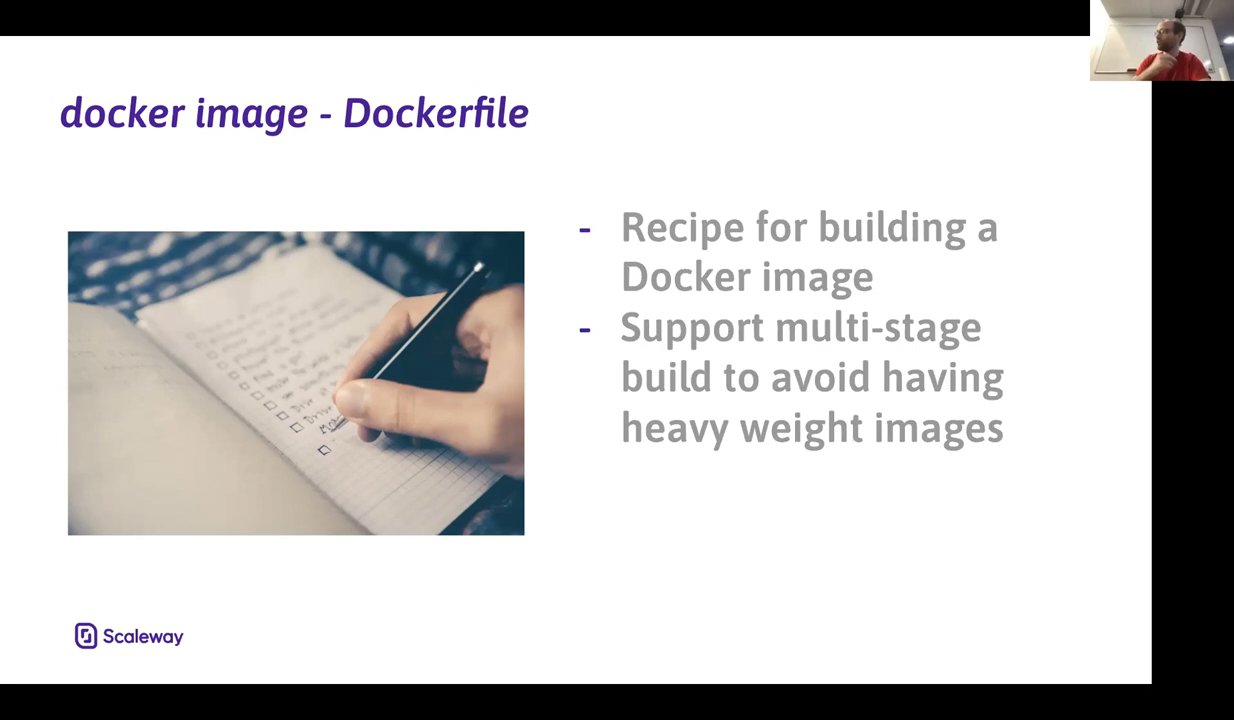 docker image - Dockerfile
- Recipe for building a
Docker image
- Support multi-stage
build to avoid having
heavy weight images
Scaleway